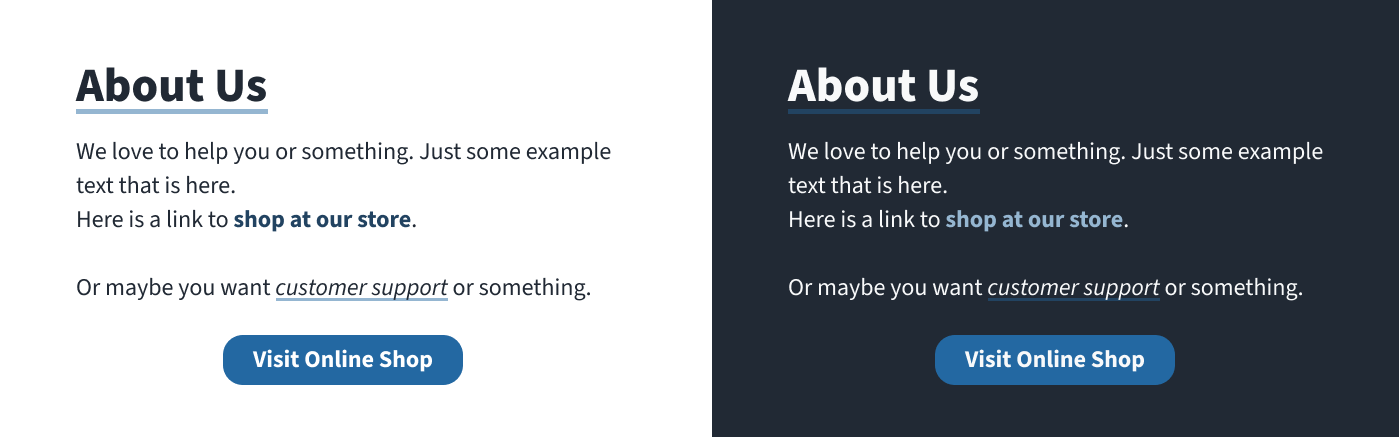 About Us
We love to help you or something. Just some example
text that is here.
Here is a link to shop at our store.
Or maybe you want customer support or something.
Visit Online Shop
About Us
We love to help you or something. Just some example
text that is here.
Here is a link to shop at our store.
Or maybe you want customer support or something.
Visit Online Shop